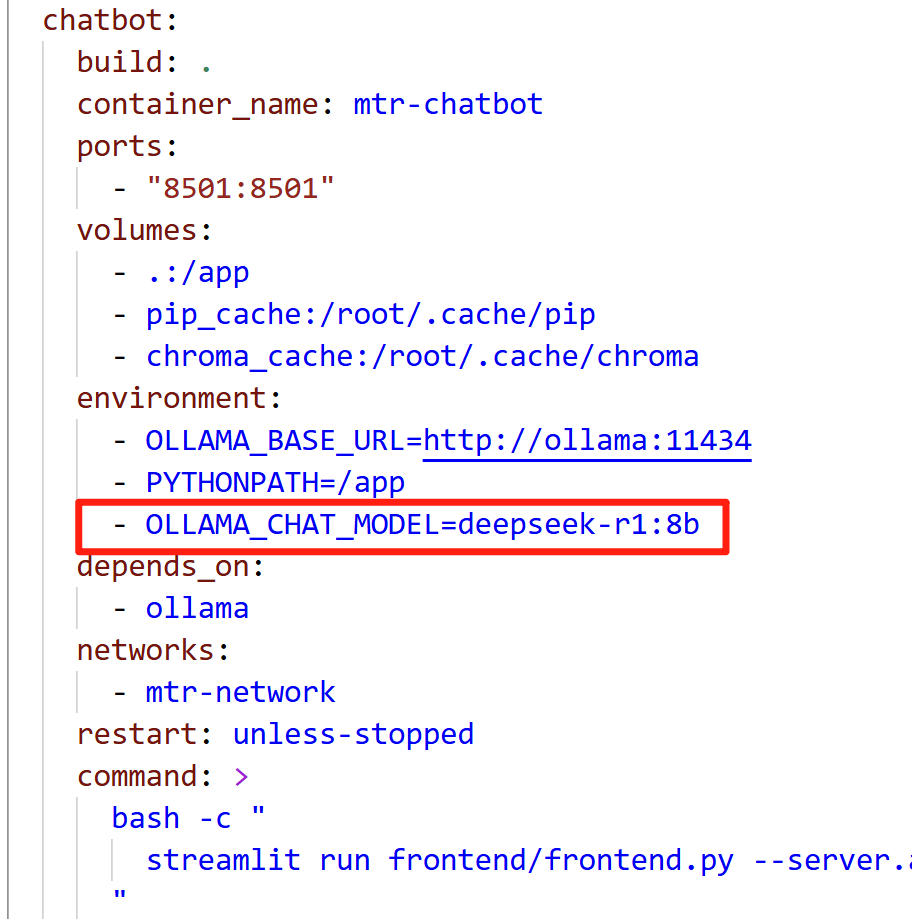 chatbot:
build: .
container_name: mtr-chatbot
ports:
- "8501:8501"
volumes:
- .:/app
- pip_cache:/root/.cache/pip
- chroma_cache:/root/.cache/chroma
environment:
- OLLAMA_BASE_URL=http://ollama:11434
- PYTHONPATH=/app
- OLLAMA_CHAT_MODEL=deepseek-r1:8b
depends_on:
- ollama
networks:
- mtr-network
restart: unless-stopped
command: >
bash -c "
streamlit run frontend/frontend.py --server.
"